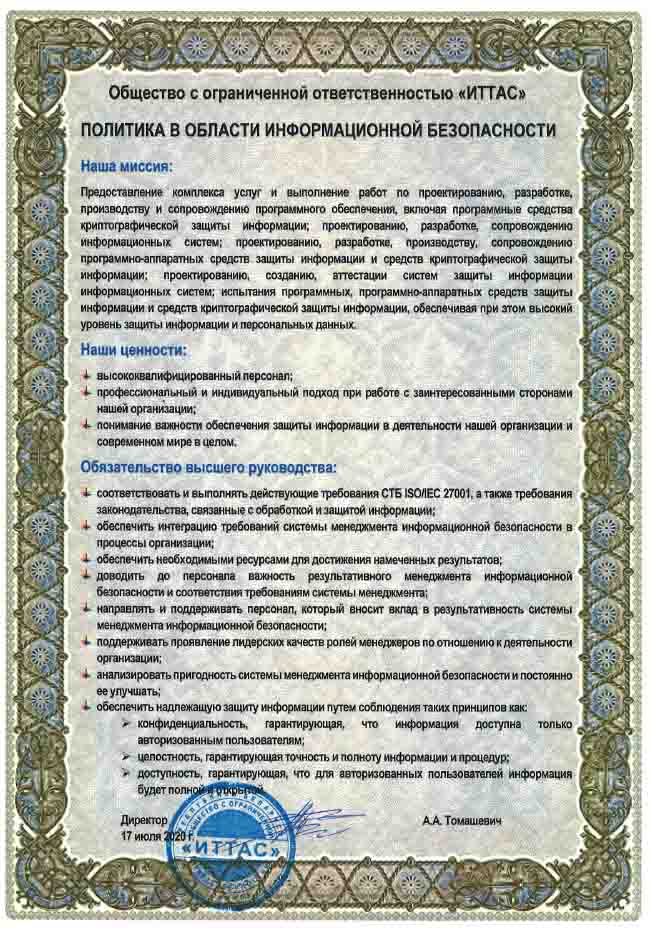 Общество с ограниченной ответственностью «ИТТАС»
ПОЛИТИКА В ОБЛАСТИ ИНФОРМАЦИОННОЙ БЕЗОПАСНОСТИ
Наша миссия:
Предоставление комплекса услуг и выполнение работ по проектированию, разработке,
производству и сопровождению программного обеспечения, включая программные средства
криптографической защиты информации; проектированию, разработке, сопровождению
информационных систем; проектированию, разработке, производству, сопровождению
программно-аппаратных средств защиты информации и средств криптографической защиты
информации; проектированию, созданию, аттестации систем защиты информации
информационных систем; испытания программных, программно-аппаратных средств защиты
информации и средств криптографической защиты информации, обеспечивая при этом высокий
уровень защиты информации и персональных данных.
Наши ценности:
высококвалифицированный персонал;
профессиональный и индивидуальный подход при работе с заинтересованными сторонами
нашей организации;
понимание важности обеспечения защиты информации в деятельности нашей организации и
современном мире в целом.
Обязательство высшего руководства:
соответствовать и выполнять действующие требования СТБ ISO/IEC 27001, а также требования
законодательства, связанные с обработкой и защитой информации;
обеспечить интеграцию требований системы менеджмента информационной безопасности в
процессы организации;
обеспечить необходимыми ресурсами для достижения намеченных результатов;
доводить до персонала важность результативного менеджмента информационной
безопасности и соответствия требованиям системы менеджмента;
направлять и поддерживать персонал, который вносит вклад в результативность системы
менеджмента информационной безопасности;
поддерживать проявление лидерских качеств ролей менеджеров по отношению к деятельности
организации;
анализировать пригодность системы менеджмента информационной безопасности и постоянно
ее улучшать;
обеспечить надлежащую защиту информации путем соблюдения таких принципов как:
конфиденциальность, гарантирующая, что информация доступна только
авторизованным пользователям;
целостность, гарантирующая точность и полноту информации и процедур;
доступность, гарантирующая, что для авторизованных пользователей информация
будет полной и открытой.
Директор А.А. Томашевич
17 июля 2020 г.
«ИТТАС»